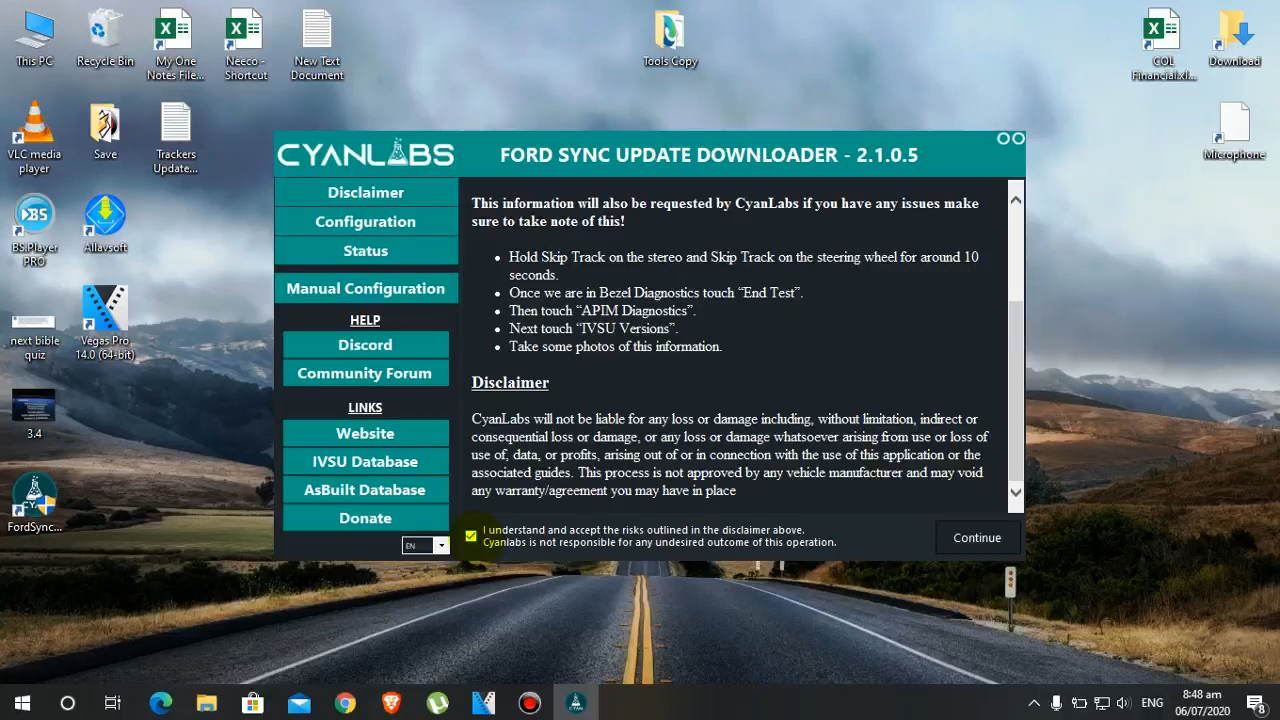 This PC
Recycle Bin
My One
Notes File...
Neeco -
Shortcut
New Text
Document
Tools Copy
COL
Financial.xl...
Download
VLC media
player
Save
Trackers
Update...
Microphone
BS.Player
PRO
Allavsoft
next bible
quiz
Vegas Pro
14.0 (64-bit)
3.4
FordSync...
CYANLABS
FORD SYNC UPDATE DOWNLOADER - 2.1.0.5
Disclaimer
Configuration
Status
Manual Configuration
HELP
Discord
Community Forum
LINKS
Website
IVSU Database
AsBuilt Database
Donate
EN
This information will also be requested by CyanLabs if you have any issues make
sure to take note of this!
• Hold Skip Track on the stereo and Skip Track on the steering wheel for around 10
seconds.
• Once we are in Bezel Diagnostics touch “End Test”.
• Then touch “APIM Diagnostics”.
• Next touch “IVSU Versions”.
• Take some photos of this information.
Disclaimer
CyanLabs will not be liable for any loss or damage including, without limitation, indirect or
consequential loss or damage, or any loss or damage whatsoever arising from use or loss of
use of, data, or profits, arising out of or in connection with the use of this application or the
associated guides. This process is not approved by any vehicle manufacturer and may void
any warranty/agreement you may have in place
I understand and accept the risks outlined in the disclaimer above.
Cyanlabs is not responsible for any undesired outcome of this operation.
Continue
ENG
8:48 am
06/07/2020
8